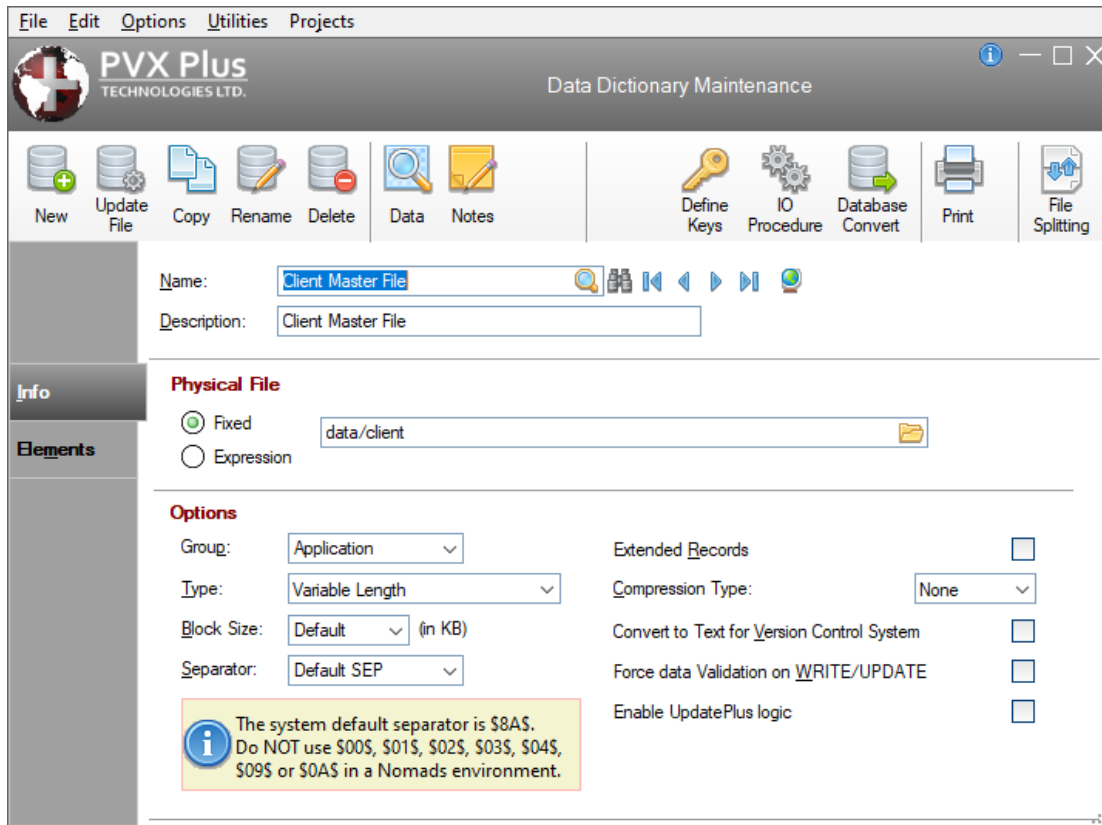 File Edit Options Utilities Projects
PVX Plus
TECHNOLOGIES LTD.
Data Dictionary Maintenance
New
Update
File
Copy
Rename
Delete
Data
Notes
Define
Keys
IO
Procedure
Database
Convert
Print
File
Splitting
Name: Client Master File
Description: Client Master File
Info
Elements
Physical File
Fixed
data/client
Expression
Options
Group: Application
Extended Records
Type: Variable Length
Compression Type: None
Block Size: Default (in KB)
Convert to Text for Version Control System
Separator: Default SEP
Force data Validation on WRITE/UPDATE
Enable UpdatePlus logic
The system default separator is $8A$.
Do NOT use $00$, $01$, $02$, $03$, $04$,
$09$ or $0A$ in a Nomads environment.